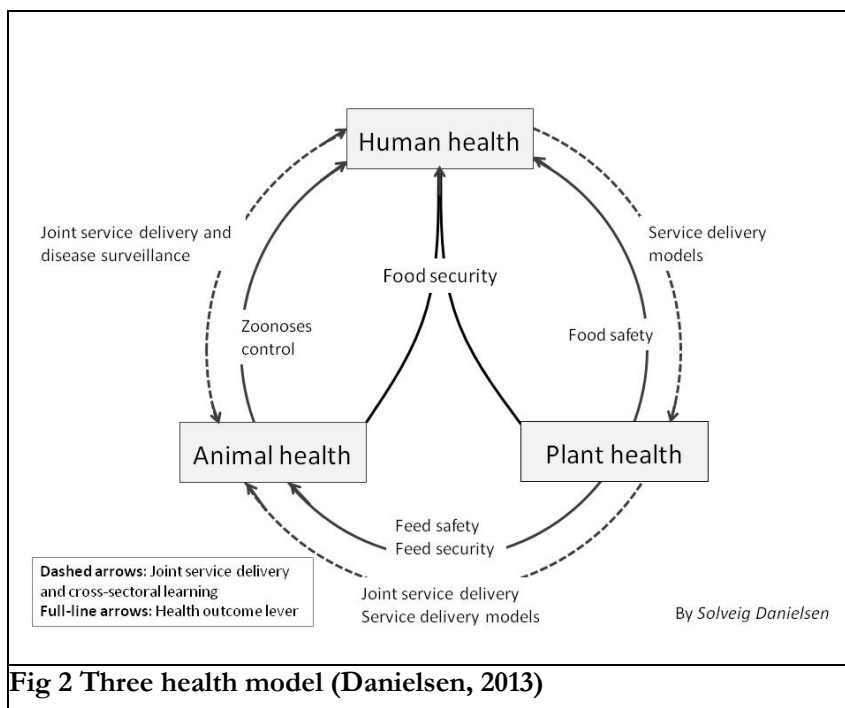 Human health
Joint service delivery and
disease surveillance
Service delivery
models
Food security
Zoonoses
control
Food safety
Animal health
Plant health
Feed safety
Feed security
Dashed arrows: Joint service delivery
and cross-sectoral learning
Full-line arrows: Health outcome lever
Joint service delivery
Service delivery models
By Solveig Danielsen
Fig 2 Three health model (Danielsen, 2013)